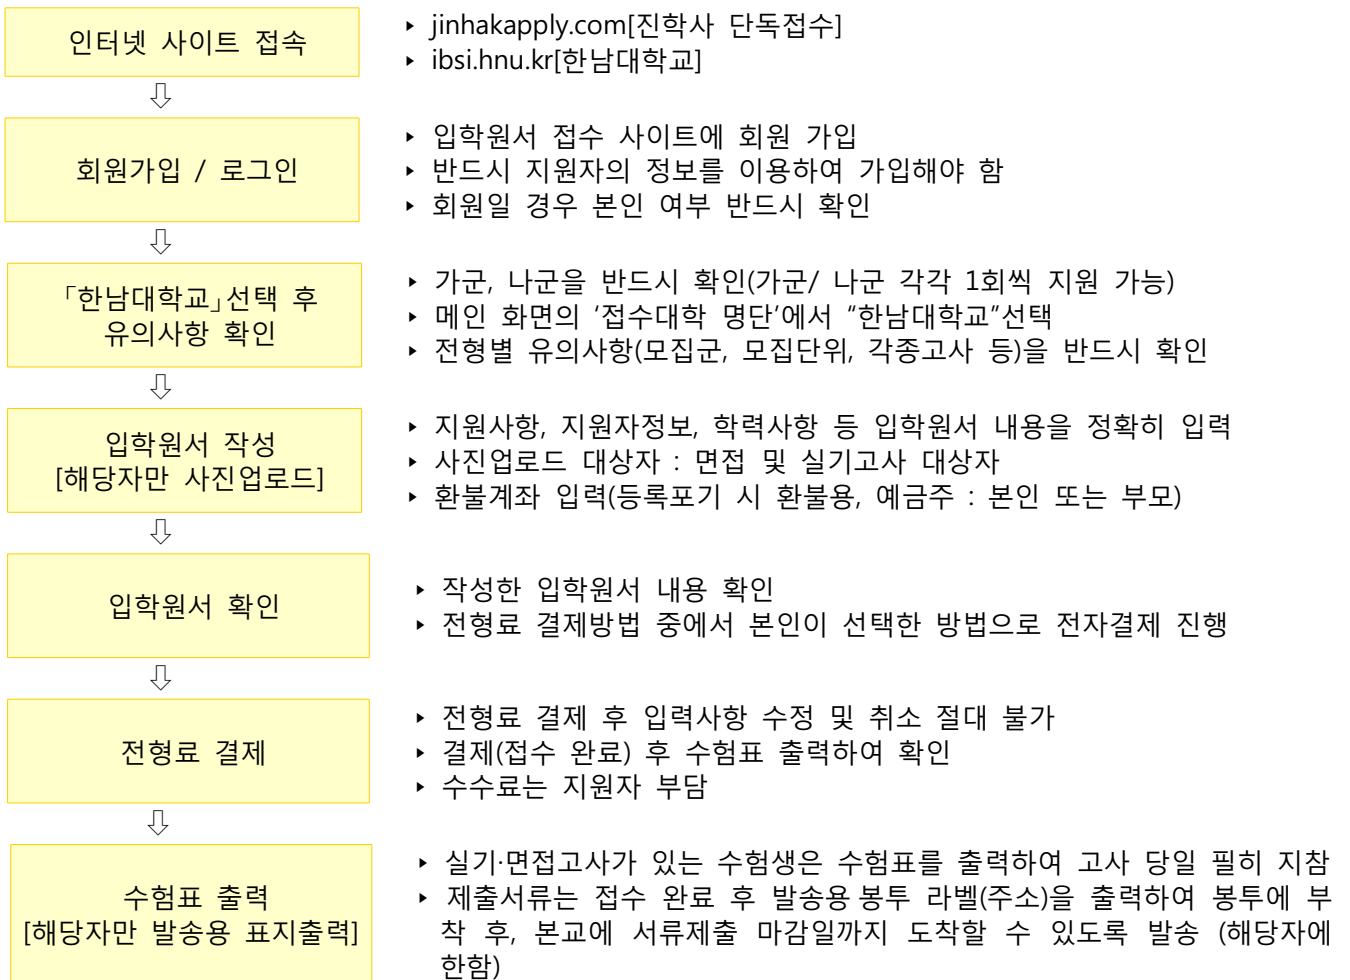 인터넷 사이트 접속
▸ jinhakapply.com[진학사 단독접수]
▸ ibsi.hnu.kr[한남대학교]
⇩
회원가입 / 로그인
▸ 입학원서 접수 사이트에 회원 가입
▸ 반드시 지원자의 정보를 이용하여 가입해야 함
▸ 회원일 경우 본인 여부 반드시 확인
⇩
「한남대학교」선택 후
유의사항 확인
▸ 가군, 나군을 반드시 확인(가군/ 나군 각각 1회씩 지원 가능)
▸ 메인 화면의 ‘접수대학 명단’에서 “한남대학교”선택
▸ 전형별 유의사항(모집군, 모집단위, 각종고사 등)을 반드시 확인
⇩
입학원서 작성
[해당자만 사진업로드]
▸ 지원사항, 지원자정보, 학력사항 등 입학원서 내용을 정확히 입력
▸ 사진업로드 대상자 : 면접 및 실기고사 대상자
▸ 환불계좌 입력(등록포기 시 환불용, 예금주 : 본인 또는 부모)
⇩
입학원서 확인
▸ 작성한 입학원서 내용 확인
▸ 전형료 결제방법 중에서 본인이 선택한 방법으로 전자결제 진행
⇩
전형료 결제
▸ 전형료 결제 후 입력사항 수정 및 취소 절대 불가
▸ 결제(접수 완료) 후 수험표 출력하여 확인
▸ 수수료는 지원자 부담
⇩
수험표 출력
[해당자만 발송용 표지출력]
▸ 실기·면접고사가 있는 수험생은 수험표를 출력하여 고사 당일 필히 지참
▸ 제출서류는 접수 완료 후 발송용 봉투 라벨(주소)을 출력하여 봉투에 부
착 후, 본교에 서류제출 마감일까지 도착할 수 있도록 발송 (해당자에
한함)